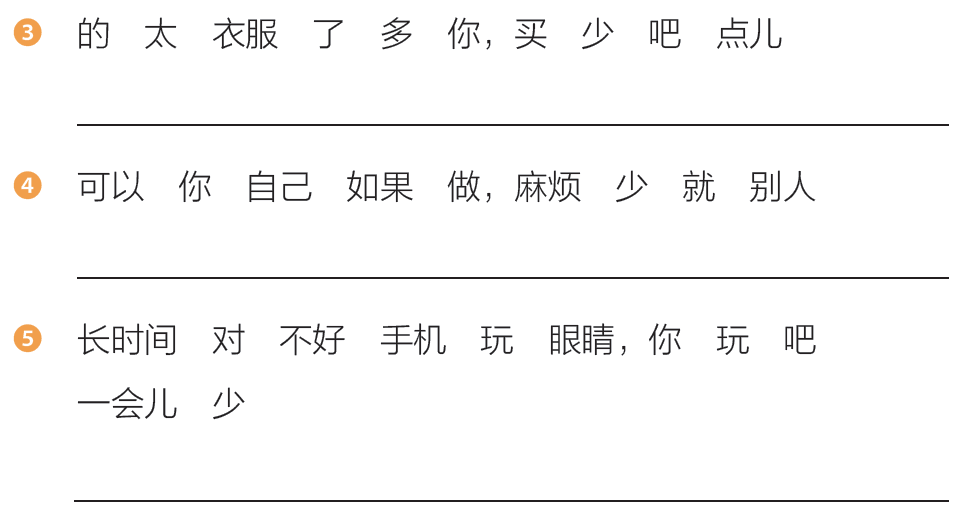 3 的 太 衣服 了 多 你，买 少 吧 点儿
4 可以 你 自己 如果 做，麻烦 少 就 别人
5 长时间 对 不好 手机 玩 眼睛，你 玩 吧
一会儿 少